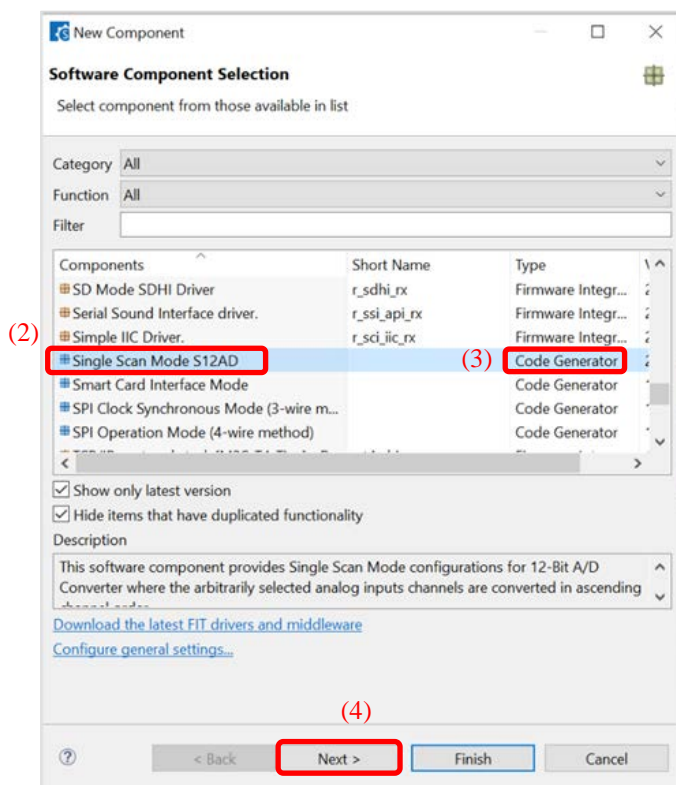 New Component
Software Component Selection
Select component from those available in list
Category All
Function All
Filter
Components Short Name Type
SD Mode SDHI Driver r_sdhi_rx Firmware Integr...
Serial Sound Interface driver. r_ssi_api_rx Firmware Integr...
(2) Simple IIC Driver. r_sci_iic_rx Firmware Integr...
Single Scan Mode S12AD (3) Code Generator
Smart Card Interface Mode Code Generator
SPI Clock Synchronous Mode (3-wire m... Code Generator
SPI Operation Mode (4-wire method) Code Generator
Show only latest version
Hide items that have duplicated functionality
Description
This software component provides Single Scan Mode configurations for 12-Bit A/D
Converter where the arbitrarily selected analog inputs channels are converted in ascending
Download the latest FIT drivers and middleware
Configure general settings...
(4)
? < Back Next > Finish Cancel